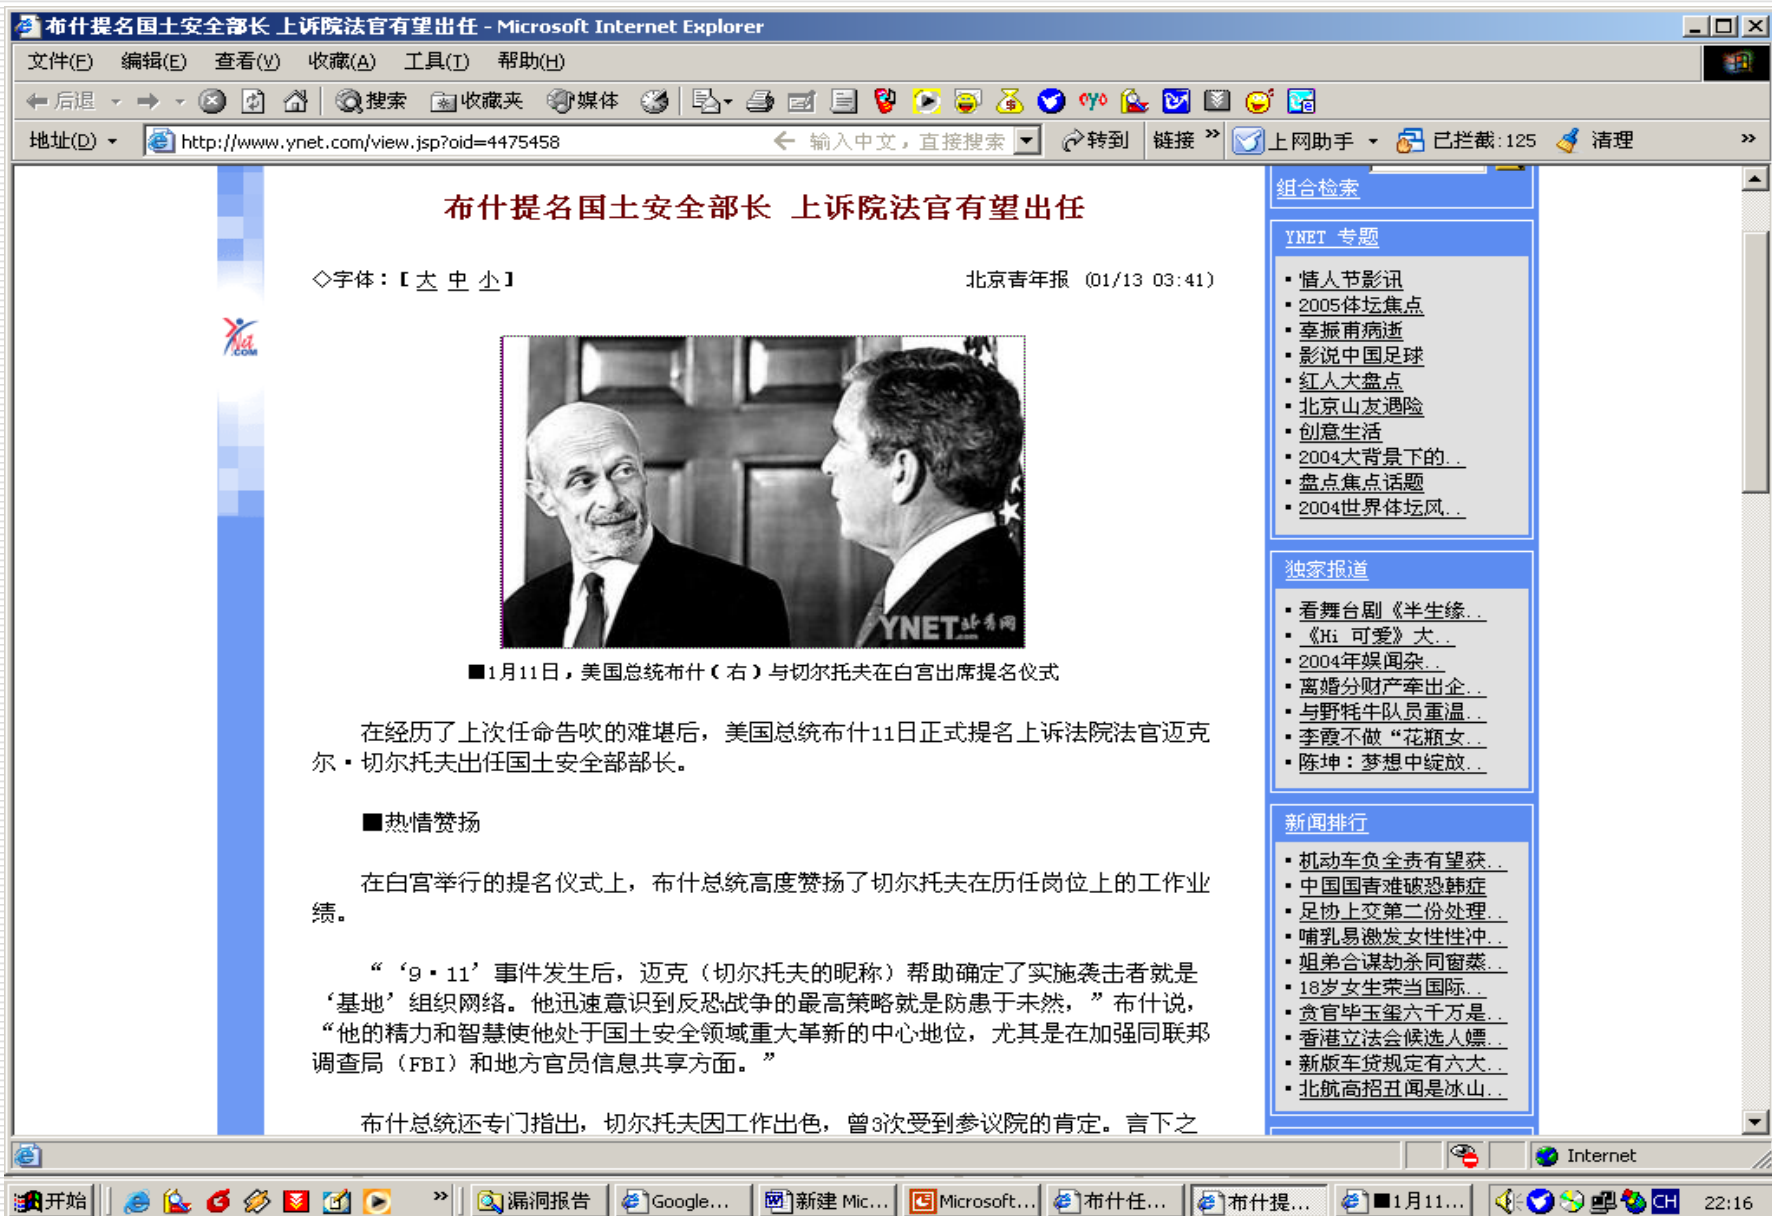 布什提名国土安全部长 上诉院法官有望出任 - Microsoft Internet Explorer
文件(F) 编辑(E) 查看(V) 收藏(A) 工具(T) 帮助(H)
后退 搜索 收藏夹 媒体
地址(D) http://www.ynet.com/view.jsp?oid=4475458 输入中文，直接搜索 转到 链接 » 上网助手 已拦截:125 清理 »
布什提名国土安全部长 上诉院法官有望出任
◇字体：【大 中 小】 北京青年报 (01/13 03:41)
YNet .COM
YNET.com 北青网
■1月11日，美国总统布什（右）与切尔托夫在白宫出席提名仪式
在经历了上次任命告吹的难堪后，美国总统布什11日正式提名上诉法院法官迈克
尔·切尔托夫出任国土安全部部长。
■热情赞扬
在白宫举行的提名仪式上，布什总统高度赞扬了切尔托夫在历任岗位上的工作业
绩。
“‘9·11’事件发生后，迈克（切尔托夫的昵称）帮助确定了实施袭击者就是
‘基地’组织网络。他迅速意识到反恐战争的最高策略就是防患于未然，”布什说，
“他的精力和智慧使他处于国土安全领域重大革新的中心地位，尤其是在加强同联邦
调查局（FBI）和地方官员信息共享方面。”
布什总统还专门指出，切尔托夫因工作出色，曾3次受到参议院的肯定。言下之
组合检索
YNET 专题
▪ 情人节影讯
▪ 2005体坛焦点
▪ 辜振甫病逝
▪ 影说中国足球
▪ 红人大盘点
▪ 北京山友遇险
▪ 创意生活
▪ 2004大背景下的..
▪ 盘点焦点话题
▪ 2004世界体坛风..
独家报道
▪ 看舞台剧《半生缘..
▪ 《Hi 可爱》大..
▪ 2004年娱闻杂..
▪ 离婚分财产牵出企..
▪ 与野牦牛队员重温..
▪ 李霞不做“花瓶女..
▪ 陈坤：梦想中绽放..
新闻排行
▪ 机动车负全责有望获..
▪ 中国国青难破恐韩症
▪ 足协上交第二份处理..
▪ 哺乳易激发女性性冲..
▪ 姐弟合谋劫杀同窗蒸..
▪ 18岁女生荣当国际..
▪ 贪官毕玉玺六千万是..
▪ 香港立法会候选人嫖..
▪ 新版车贷规定有六大..
▪ 北航高招丑闻是冰山..
Internet
开始 » 漏洞报告 Google... 新建 Mic... Microsoft... 布什任... 布什提... ■1月11... CH 22:16